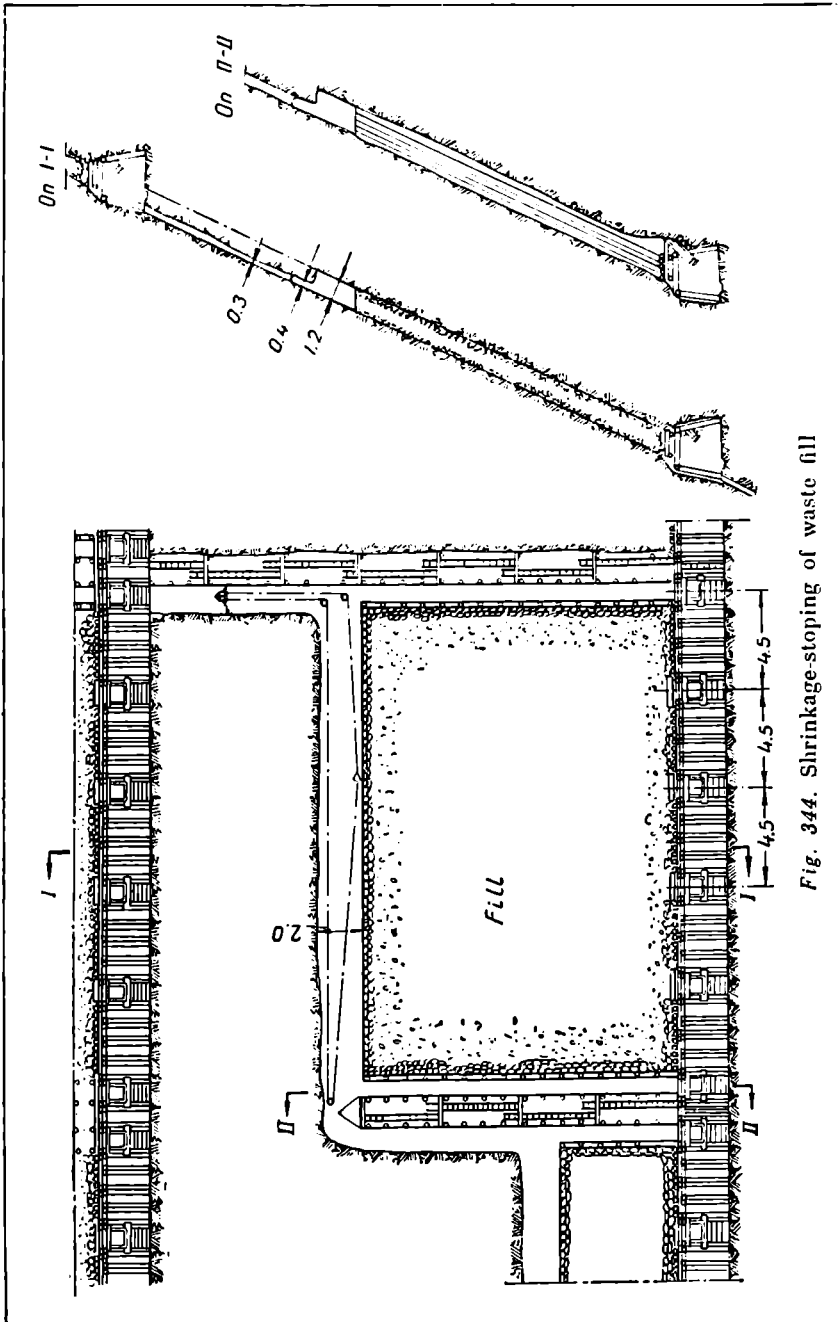 On I-I
On II-II
0.3
0.4
1.2
I
2.0
Fill
II
II
I
4.5
4.5
4.5
Fig. 344. Shrinkage-stoping of waste fill